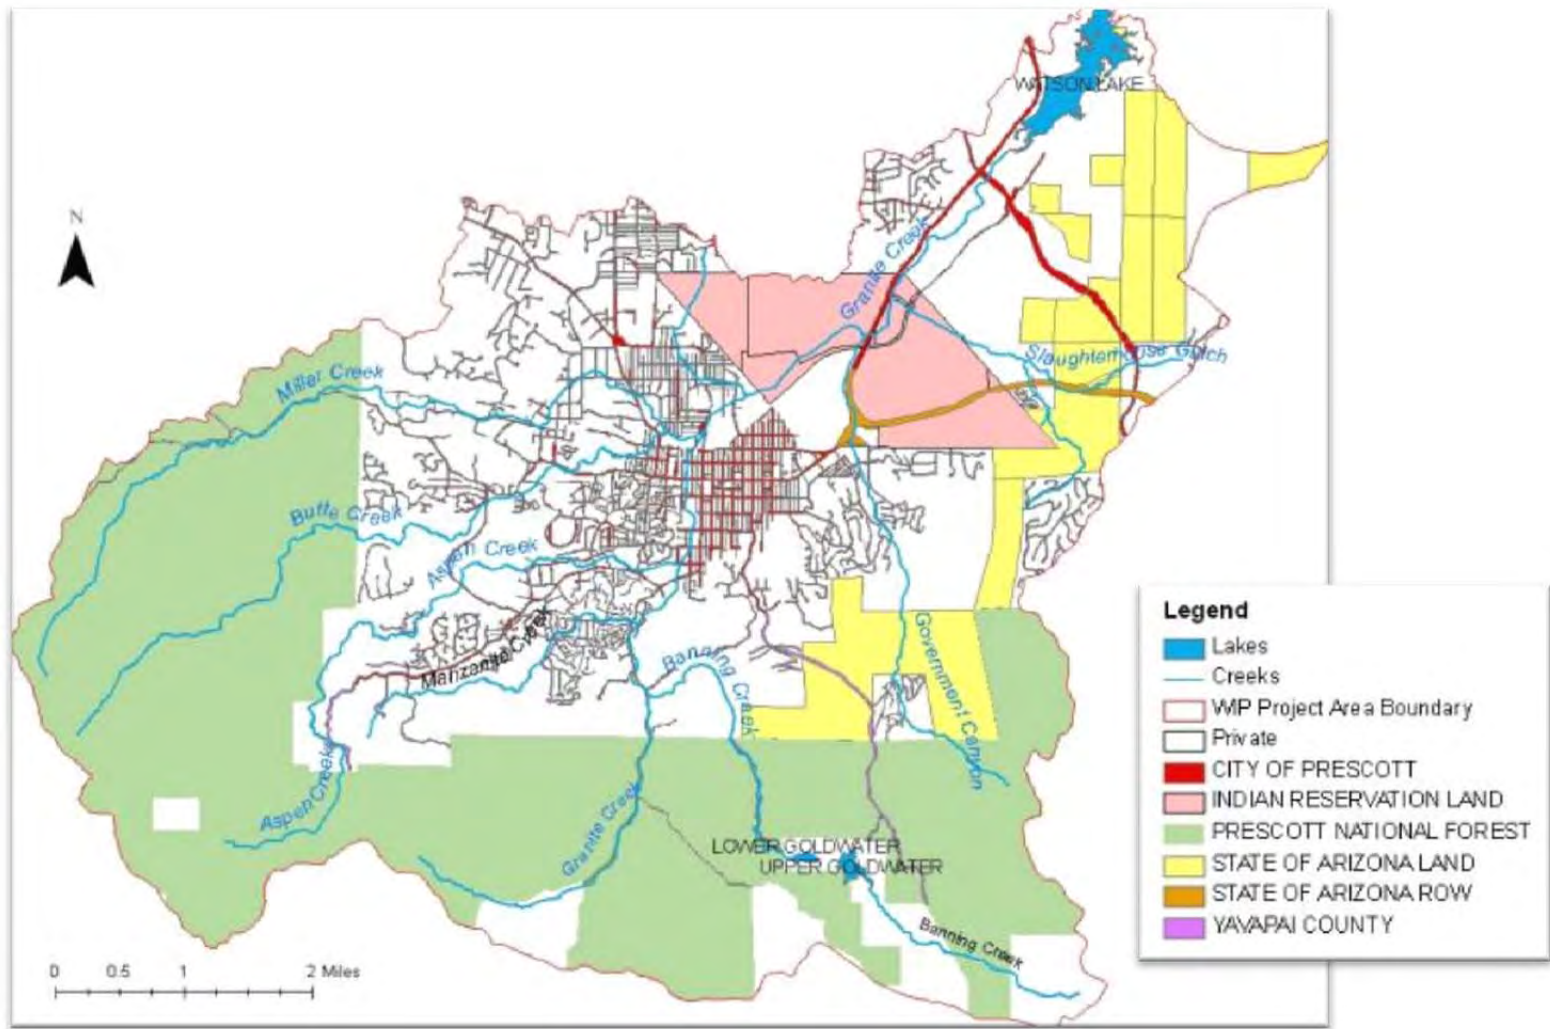 WATSON LAKE
N
Granite Creek
Slaughterhouse Gulch
Miller Creek
Butte Creek
Aspen Creek
Manzanita Creek
Banning Creek
Government Canyon
Aspen Creek
Granite Creek
LOWER GOLDWATER
UPPER GOLDWATER
Banning Creek
0 0.5 1 2 Miles
Legend
Lakes
Creeks
WIP Project Area Boundary
Private
CITY OF PRESCOTT
INDIAN RESERVATION LAND
PRESCOTT NATIONAL FOREST
STATE OF ARIZONA LAND
STATE OF ARIZONA ROW
YAVAPAI COUNTY